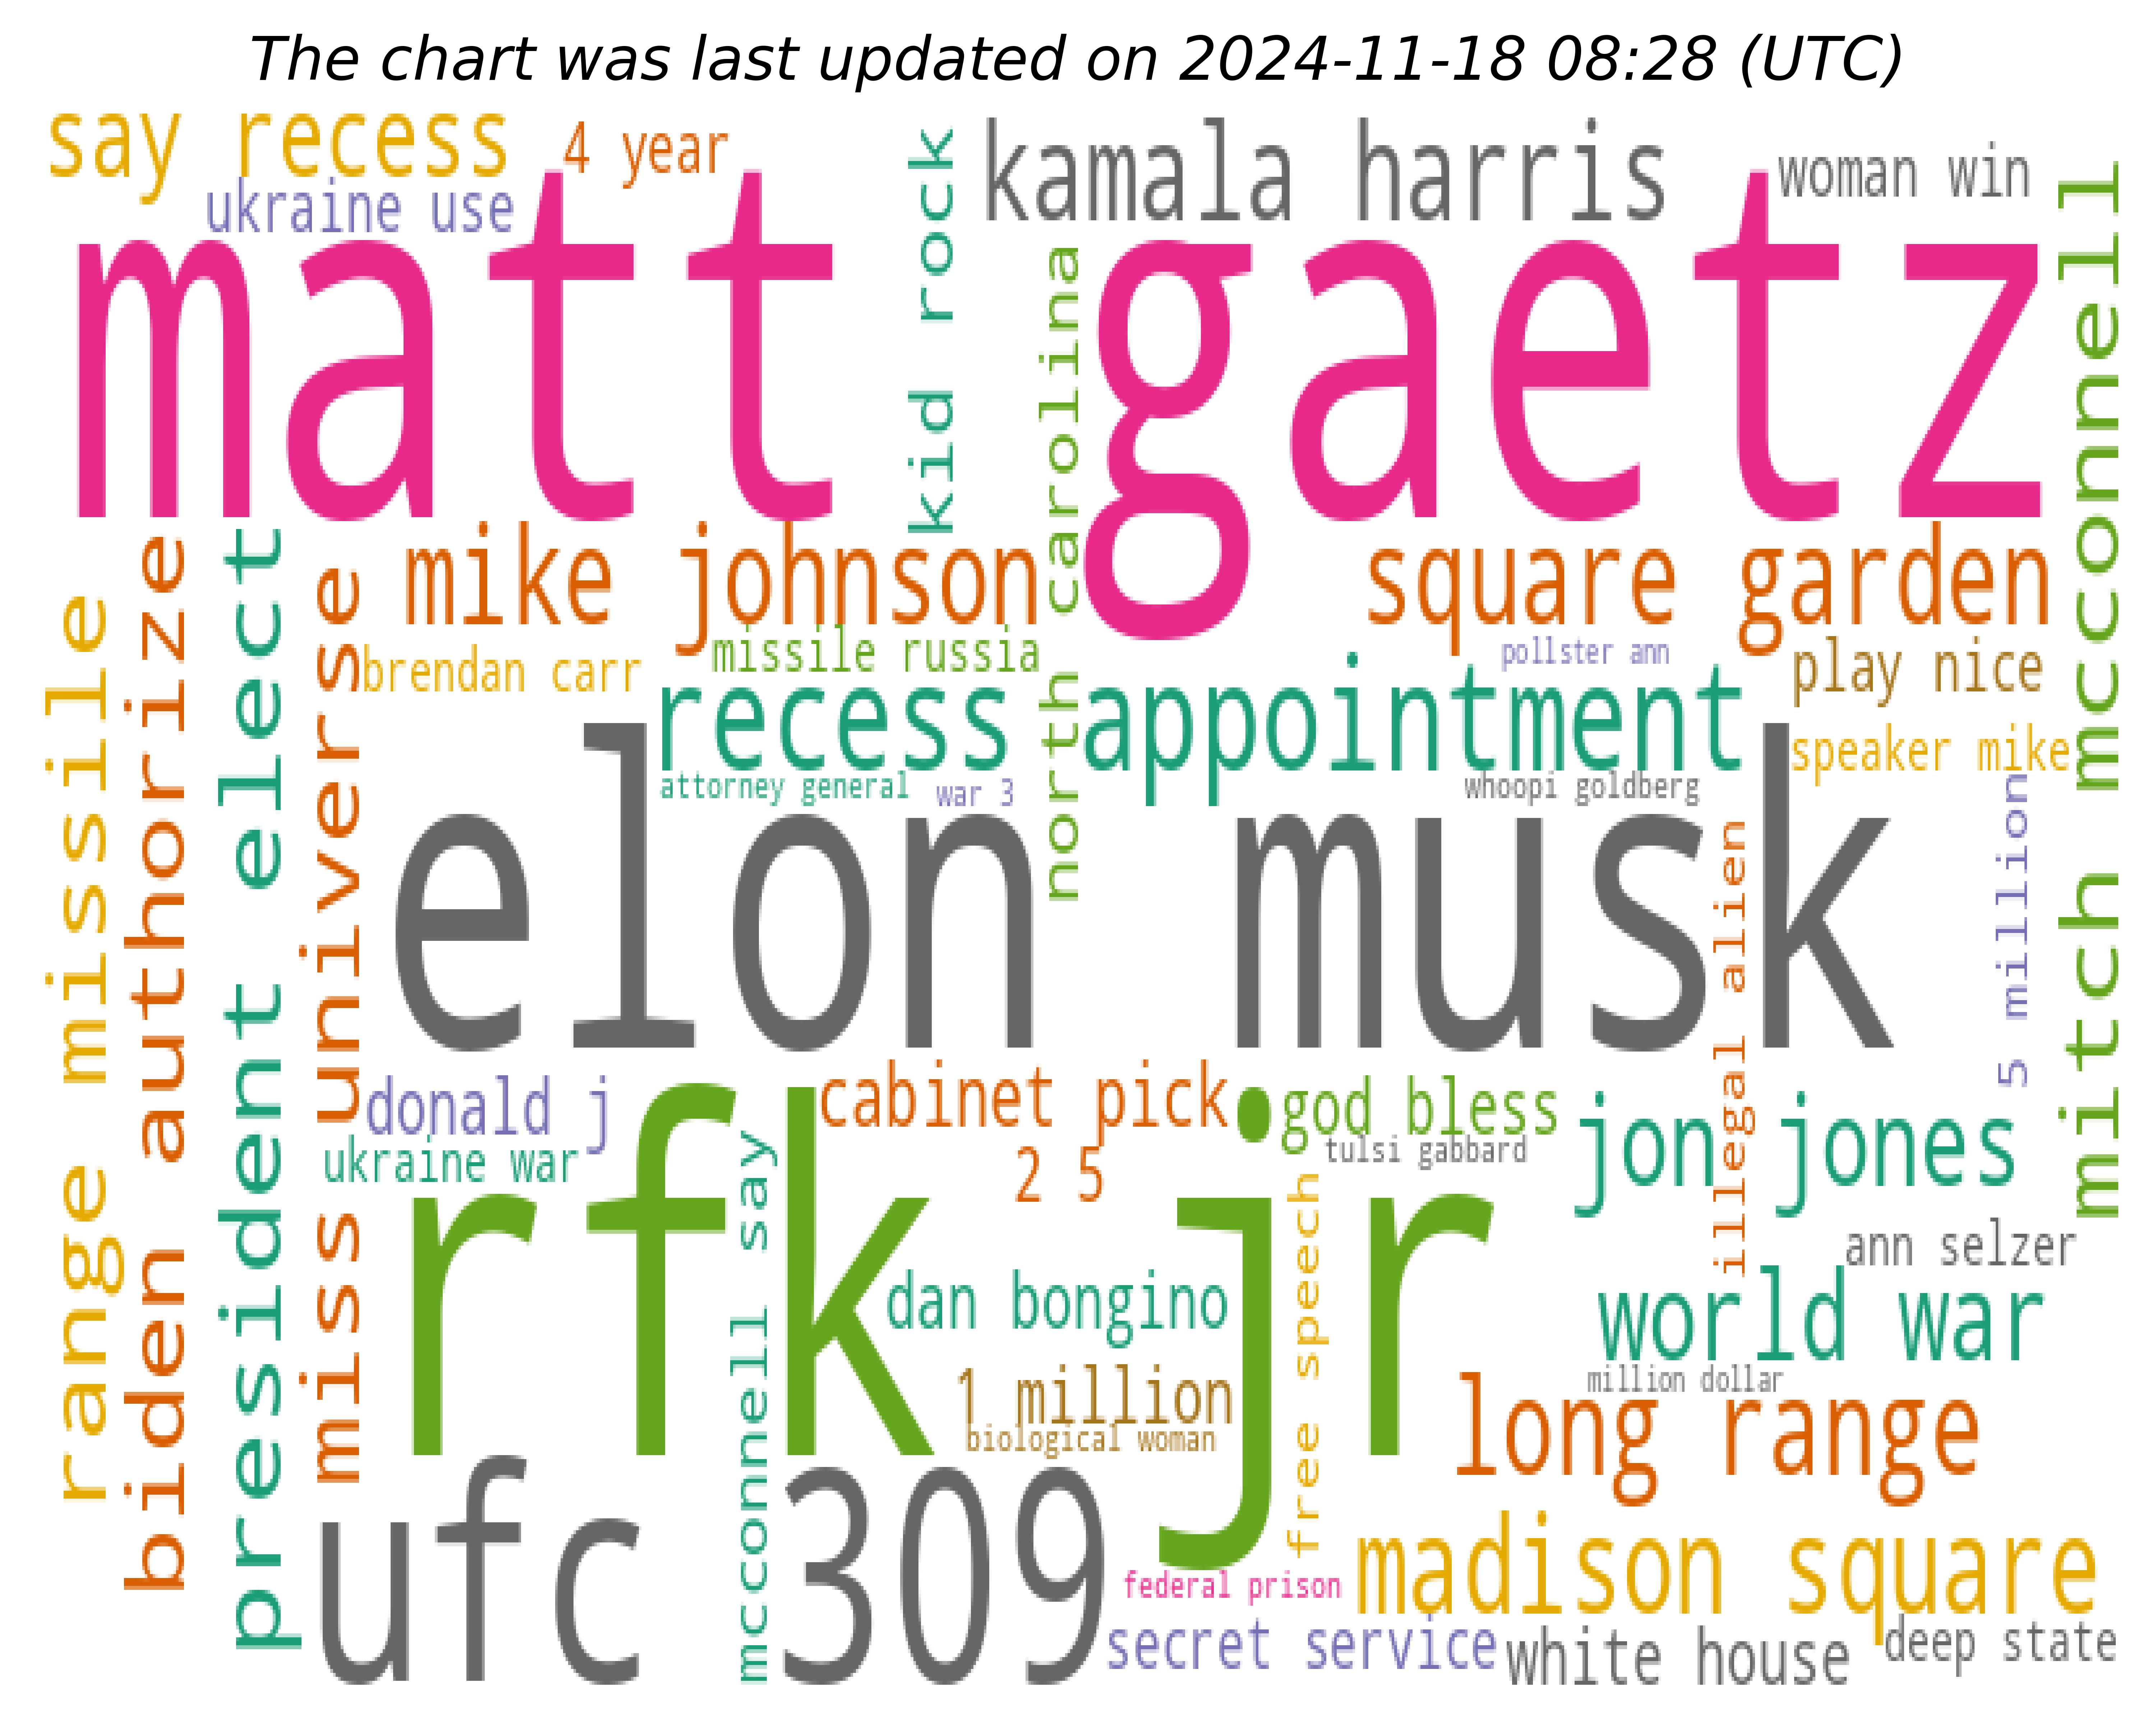 The chart was last updated on 2024-11-18 08:28 (UTC)
say recess
4 year
kid rock
kamala harris
woman win
ukraine use
matt gaetz
mitch mcconnell
north carolina
range missile
biden authorize
president elect
miss universe
mike johnson
square garden
brendan carr
missile russia
pollster ann
play nice
recess appointment
speaker mike
attorney general
war 3
whoopi goldberg
elon musk
illegal alien
5 million
donald j
cabinet pick
god bless
jon jones
ukraine war
2 5
tulsi gabbard
rfk jr
mcconnell say
free speech
ann selzer
dan bongino
world war
1 million
million dollar
biological woman
long range
ufc 309
federal prison
madison square
secret service
white house
deep state